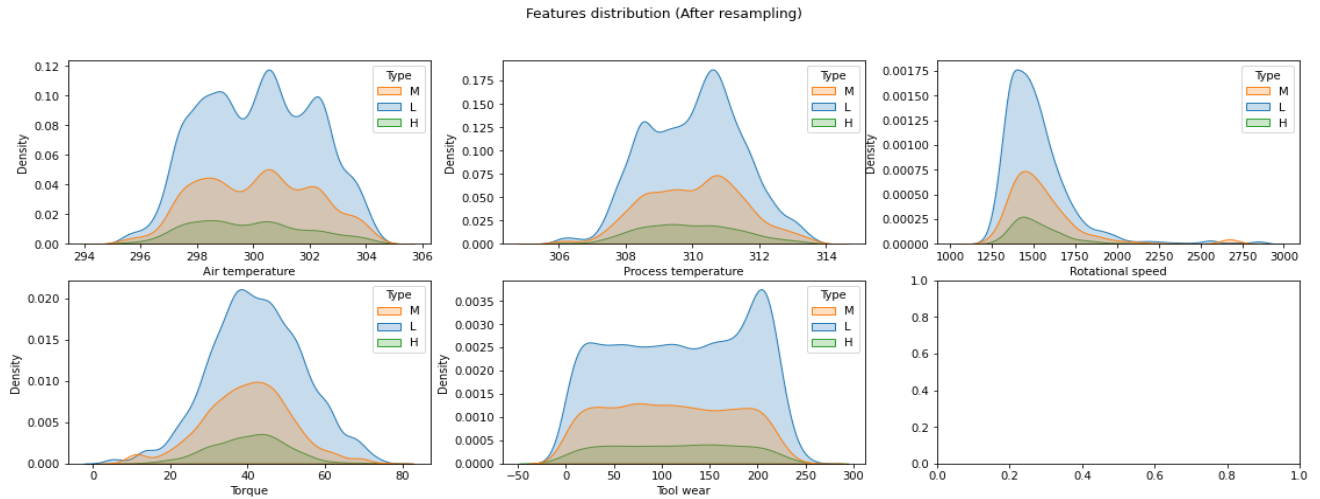 Features distribution (After resampling)
0.12
0.10
0.08
0.06
0.04
0.02
0.00
Density
294 296 298 300 302 304 306
Air temperature
Type
M
L
H
0.175
0.150
0.125
0.100
0.075
0.050
0.025
0.000
Density
306 308 310 312 314
Process temperature
Type
M
L
H
0.00175
0.00150
0.00125
0.00100
0.00075
0.00050
0.00025
0.00000
Density
1000 1250 1500 1750 2000 2250 2500 2750 3000
Rotational speed
Type
M
L
H
0.020
0.015
0.010
0.005
0.000
Density
0 20 40 60 80
Torque
Type
M
L
H
0.0035
0.0030
0.0025
0.0020
0.0015
0.0010
0.0005
0.0000
Density
−50 0 50 100 150 200 250 300
Tool wear
Type
M
L
H
1.0
0.8
0.6
0.4
0.2
0.0
0.0 0.2 0.4 0.6 0.8 1.0